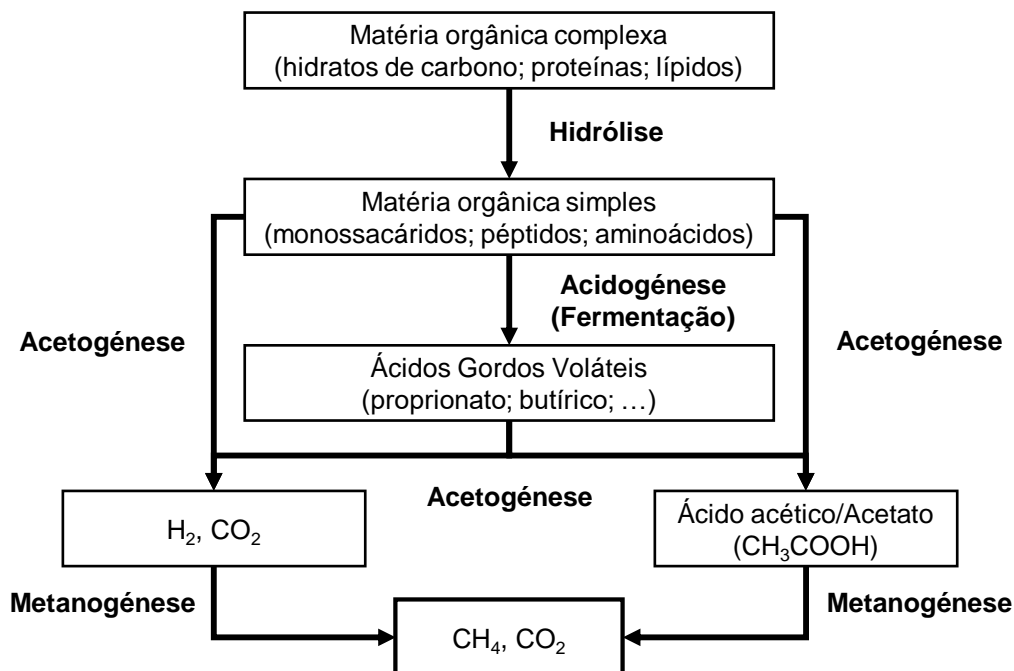 Matéria orgânica complexa
(hidratos de carbono; proteínas; lípidos)
Hidrólise
Matéria orgânica simples
(monossacáridos; péptidos; aminoácidos)
Acidogénese
(Fermentação)
Acetogénese
Acetogénese
Ácidos Gordos Voláteis
(proprionato; butírico; …)
Acetogénese
H₂, CO₂
Ácido acético/Acetato
(CH₃COOH)
Metanogénese
Metanogénese
CH₄, CO₂